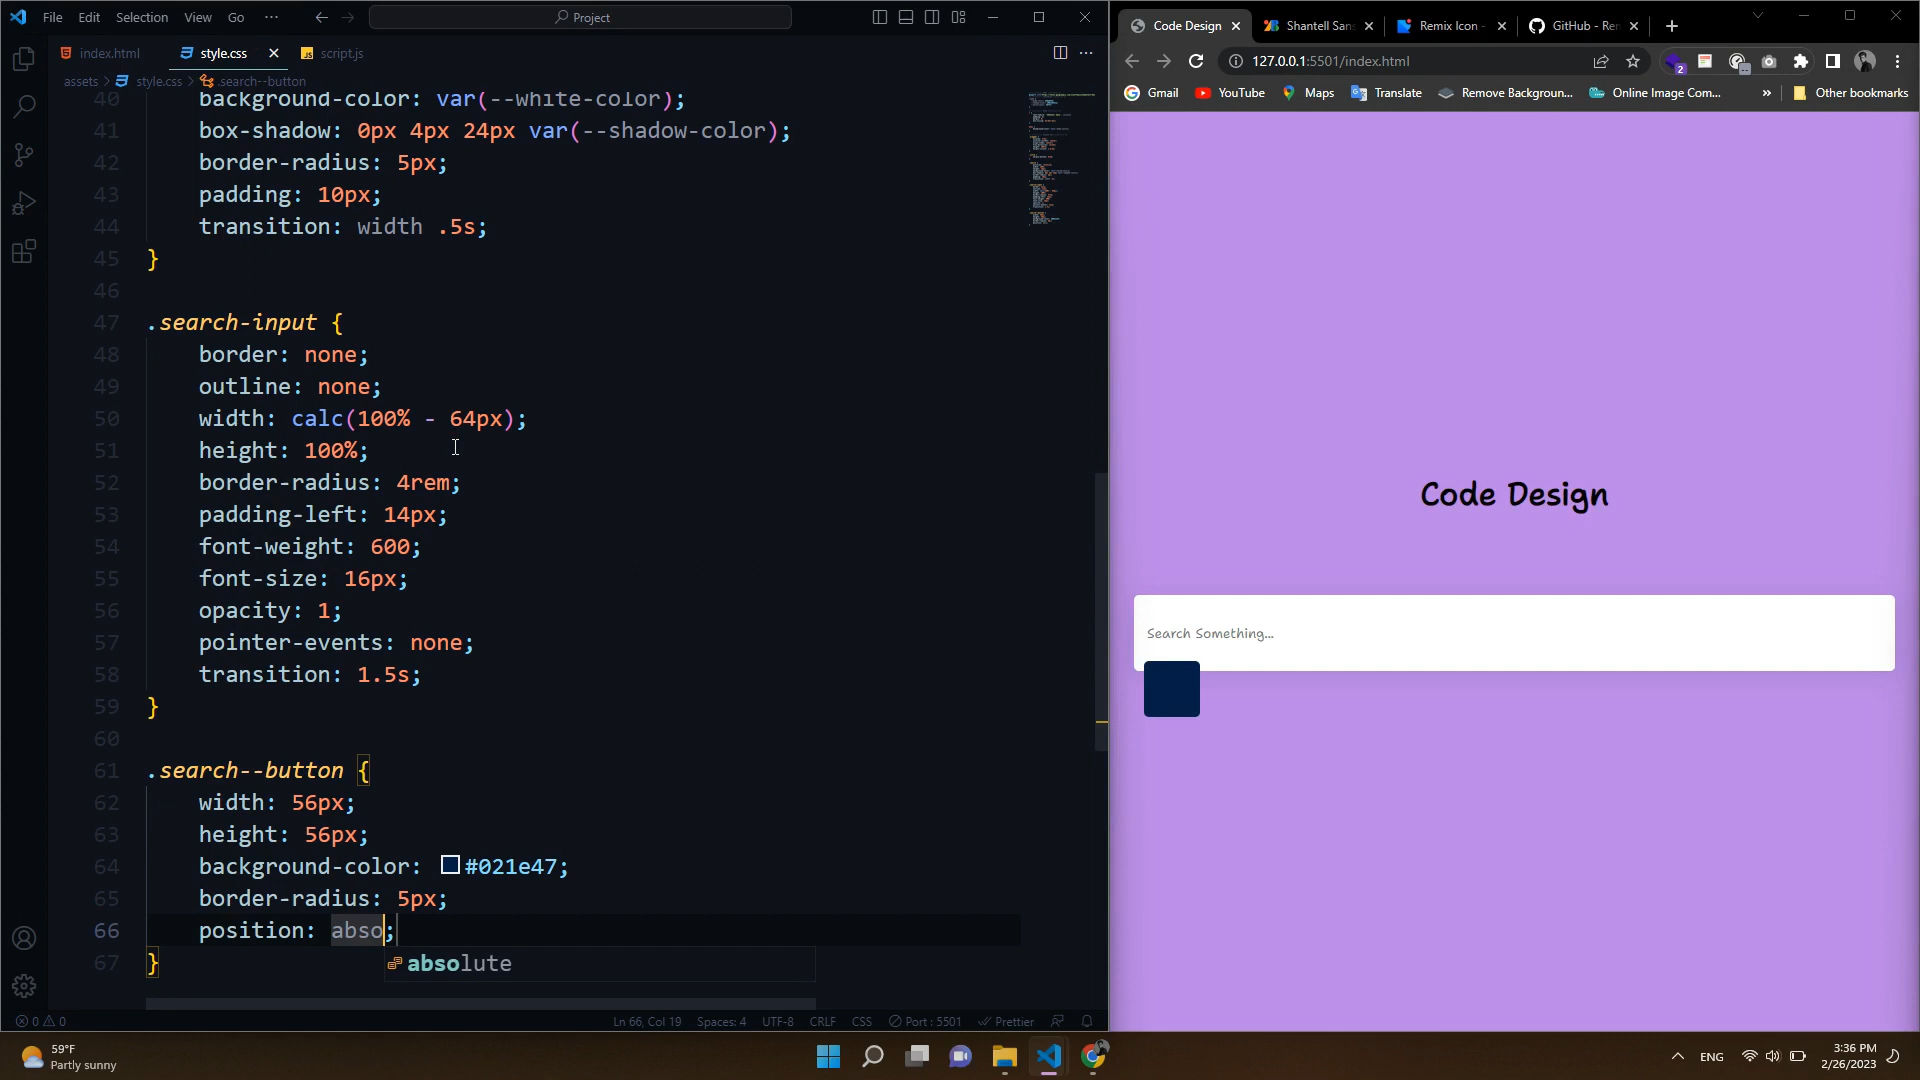 File Edit Selection View Go ··· Project
index.html style.css script.js
assets > style.css > .search--button
40 background-color: var(--white-color);
41 box-shadow: 0px 4px 24px var(--shadow-color);
42 border-radius: 5px;
43 padding: 10px;
44 transition: width .5s;
45 }
46
47 .search-input {
48 border: none;
49 outline: none;
50 width: calc(100% - 64px);
51 height: 100%;
52 border-radius: 4rem;
53 padding-left: 14px;
54 font-weight: 600;
55 font-size: 16px;
56 opacity: 1;
57 pointer-events: none;
58 transition: 1.5s;
59 }
60
61 .search--button {
62 width: 56px;
63 height: 56px;
64 background-color: #021e47;
65 border-radius: 5px;
66 position: abso;
67 }
absolute
0 0 Ln 66, Col 19 Spaces: 4 UTF-8 CRLF CSS Port : 5501 Prettier
Code Design Shantell Sans Remix Icon - GitHub - Rem
127.0.0.1:5501/index.html
2
Gmail YouTube Maps Translate Remove Backgroun... Online Image Com... » Other bookmarks
Code Design
Search Something...
59°F
Partly sunny
ENG
3:36 PM
2/26/2023